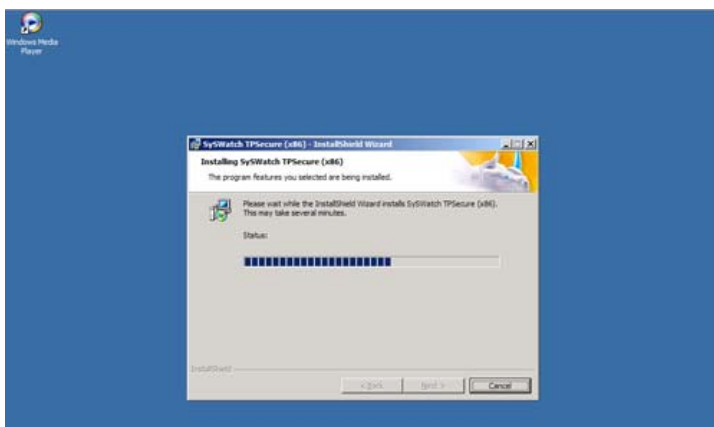 Windows Media
Player
SySWatch TPSecure (x86) - InstallShield Wizard
Installing SySWatch TPSecure (x86)
The program features you selected are being installed.
Please wait while the InstallShield Wizard installs SySWatch TPSecure (x86).
This may take several minutes.
Status:
InstallShield
< Back
Next >
Cancel